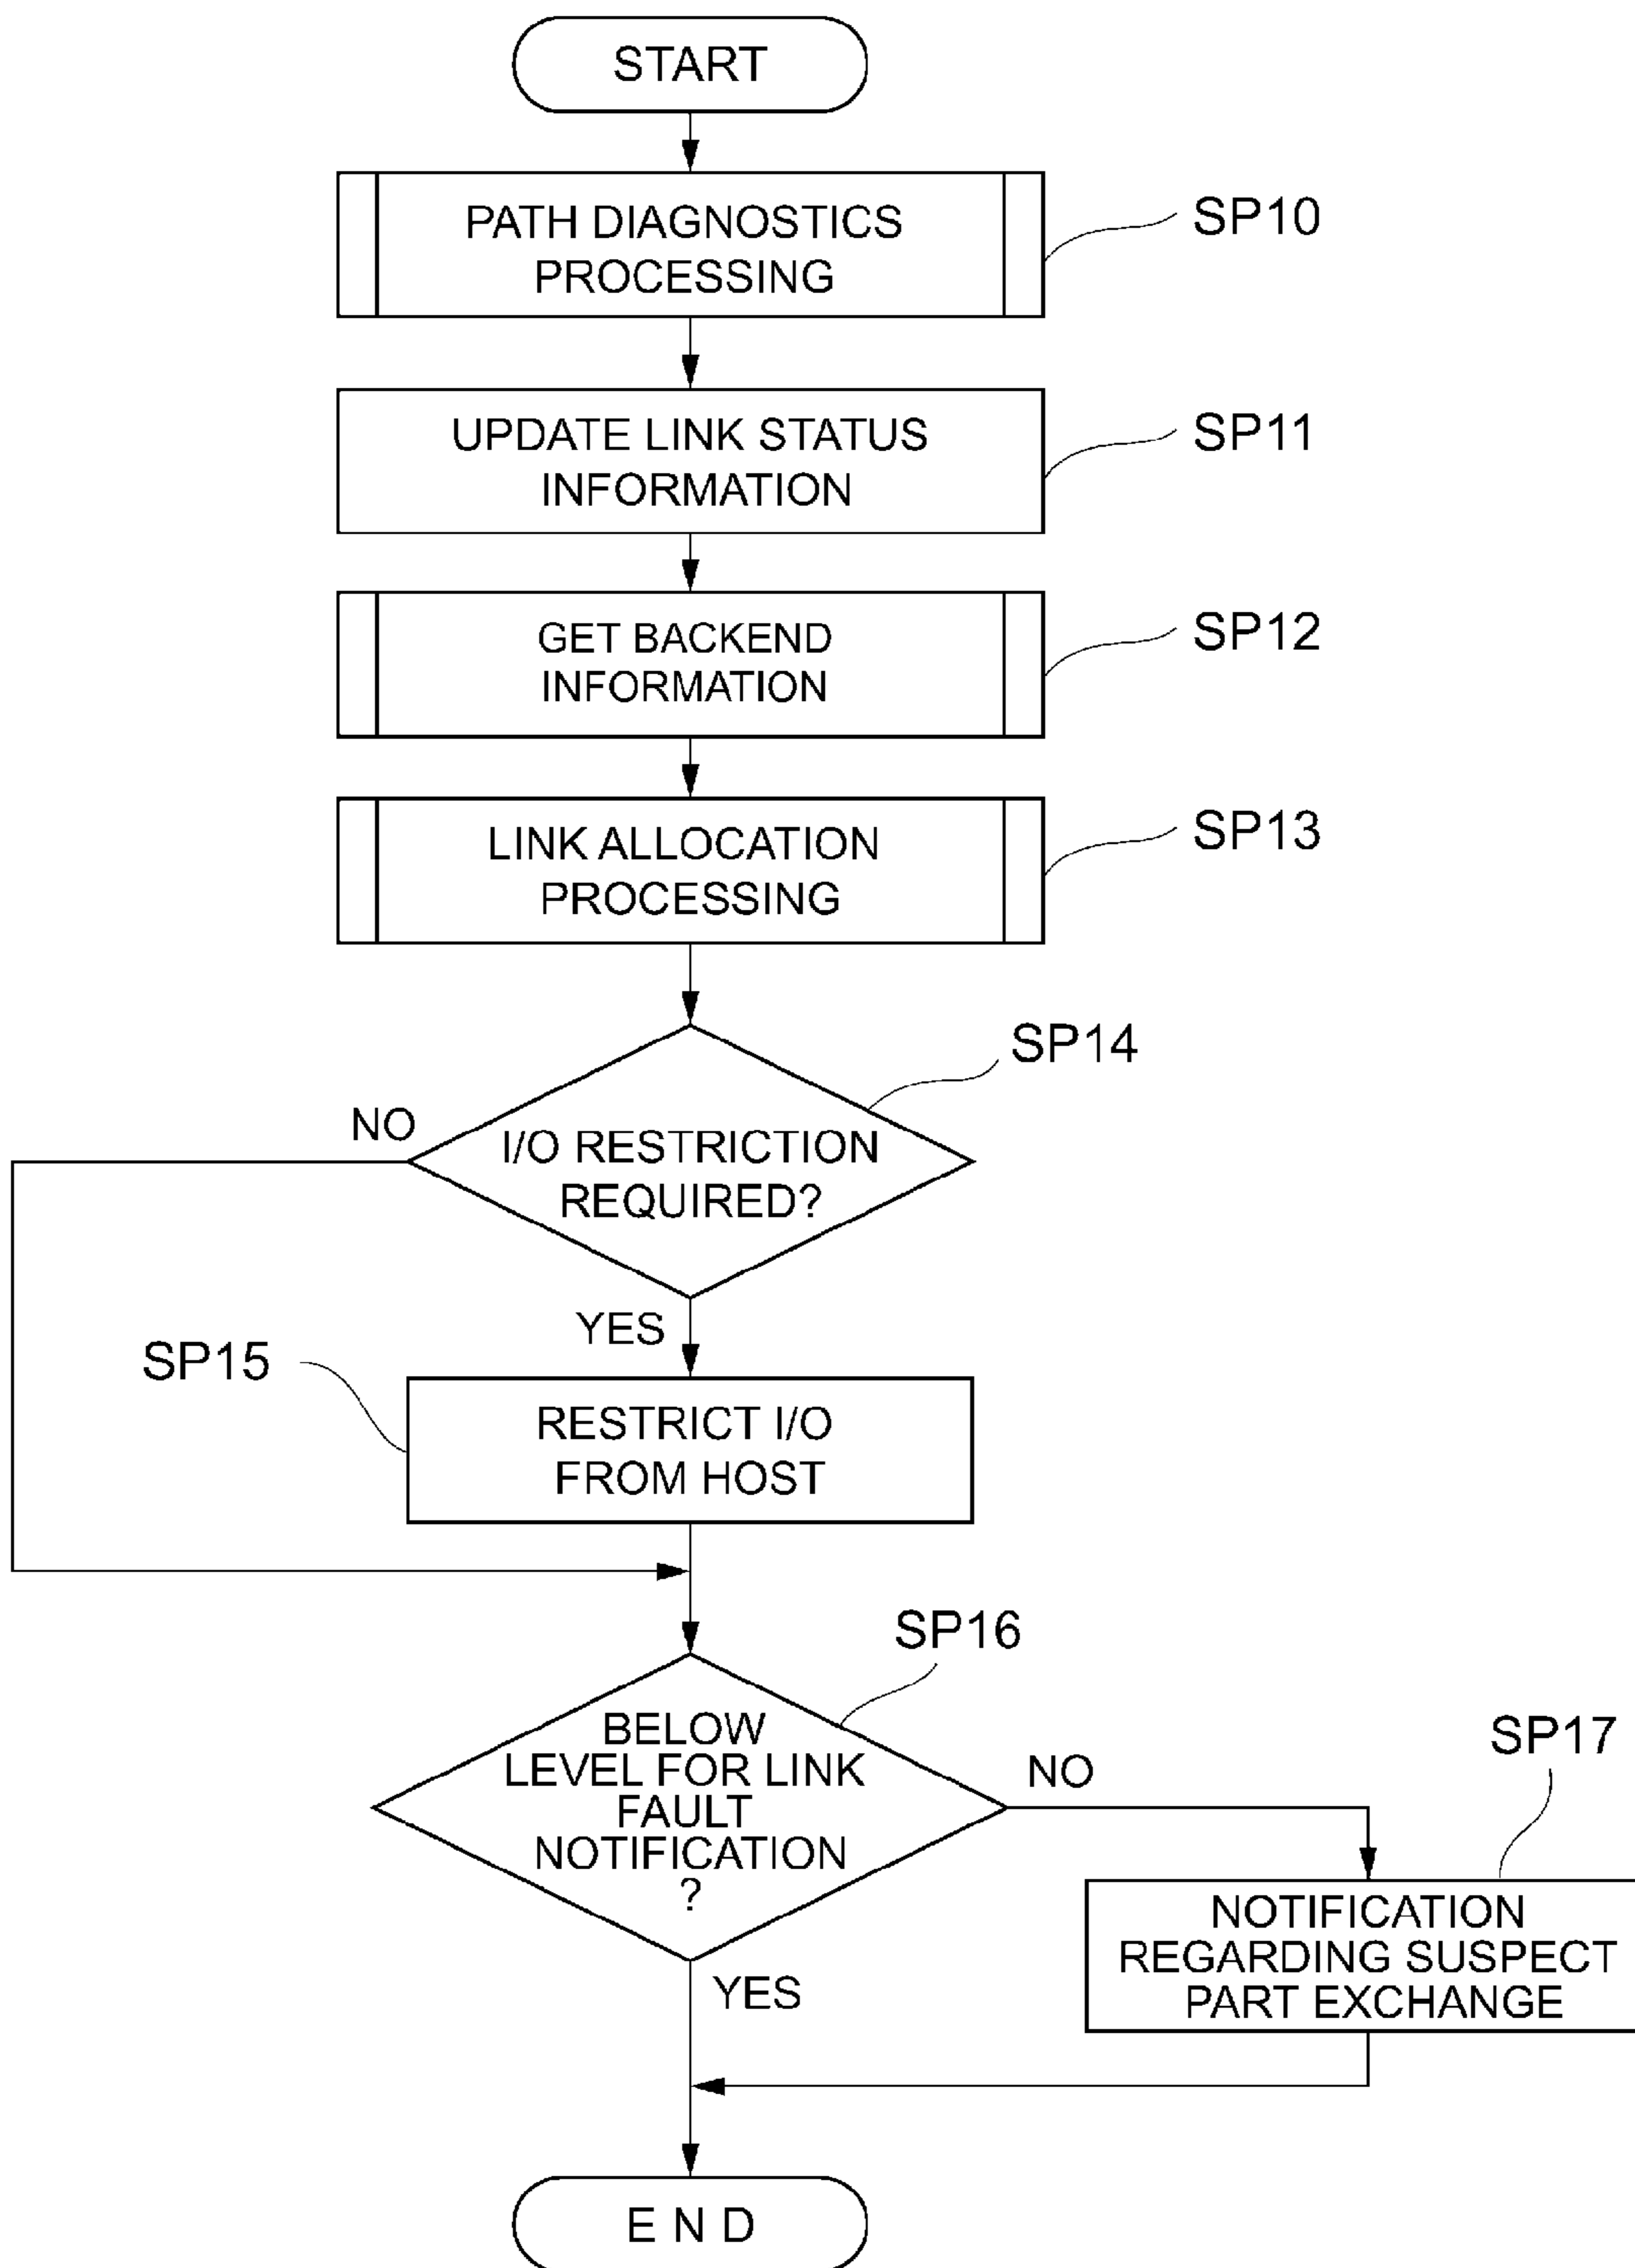 START
PATH DIAGNOSTICS
PROCESSING
SP10
UPDATE LINK STATUS
INFORMATION
SP11
GET BACKEND
INFORMATION
SP12
LINK ALLOCATION
PROCESSING
SP13
SP14
NO
I/O RESTRICTION
REQUIRED?
YES
SP15
RESTRICT I/O
FROM HOST
SP16
BELOW
LEVEL FOR LINK
FAULT
NOTIFICATION
?
NO
SP17
NOTIFICATION
REGARDING SUSPECT
PART EXCHANGE
YES
E N D